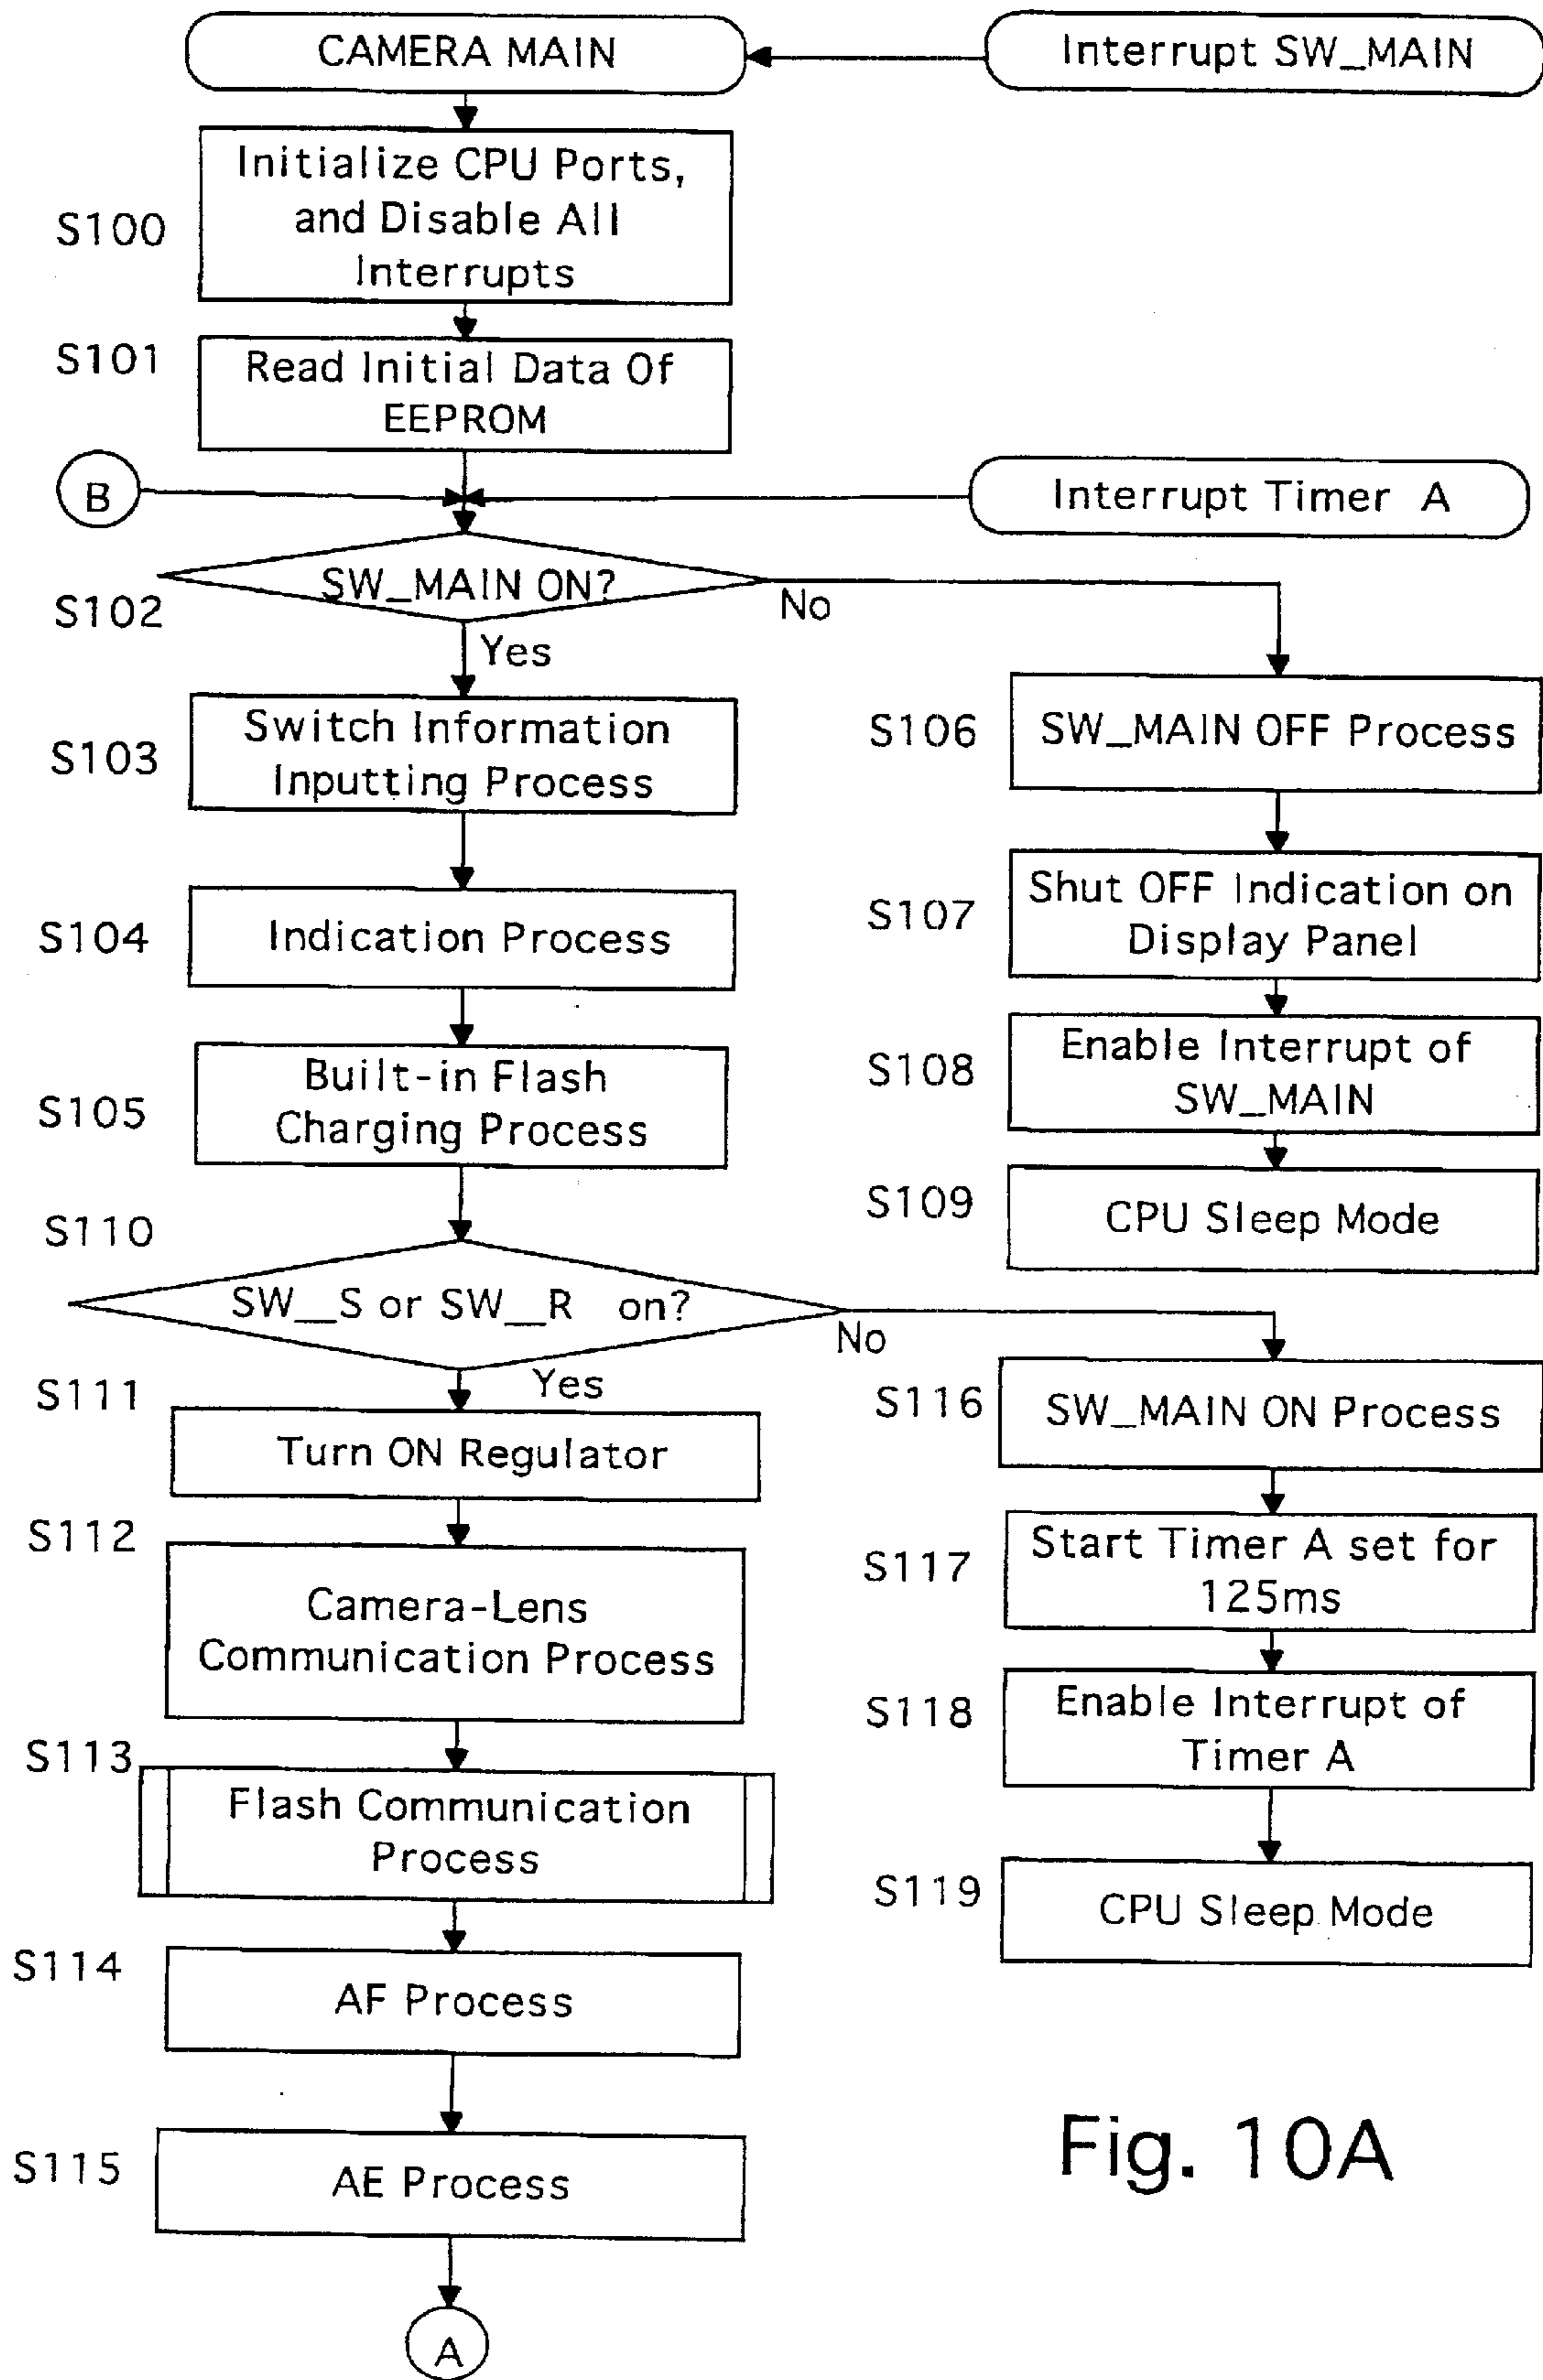 CAMERA MAIN
Interrupt SW_MAIN
S100
Initialize CPU Ports,
and Disable All
Interrupts
S101
Read Initial Data Of
EEPROM
B
Interrupt Timer A
S102
SW_MAIN ON?
No
Yes
S103
Switch Information
Inputting Process
S106
SW_MAIN OFF Process
S104
Indication Process
S107
Shut OFF Indication on
Display Panel
S105
Built-in Flash
Charging Process
S108
Enable Interrupt of
SW_MAIN
S109
CPU Sleep Mode
S110
SW__S or SW__R on?
No
Yes
S111
Turn ON Regulator
S116
SW_MAIN ON Process
S112
Camera-Lens
Communication Process
S117
Start Timer A set for
125ms
S113
Flash Communication
Process
S118
Enable Interrupt of
Timer A
S114
AF Process
S119
CPU Sleep Mode
S115
AE Process
A
Fig. 10A